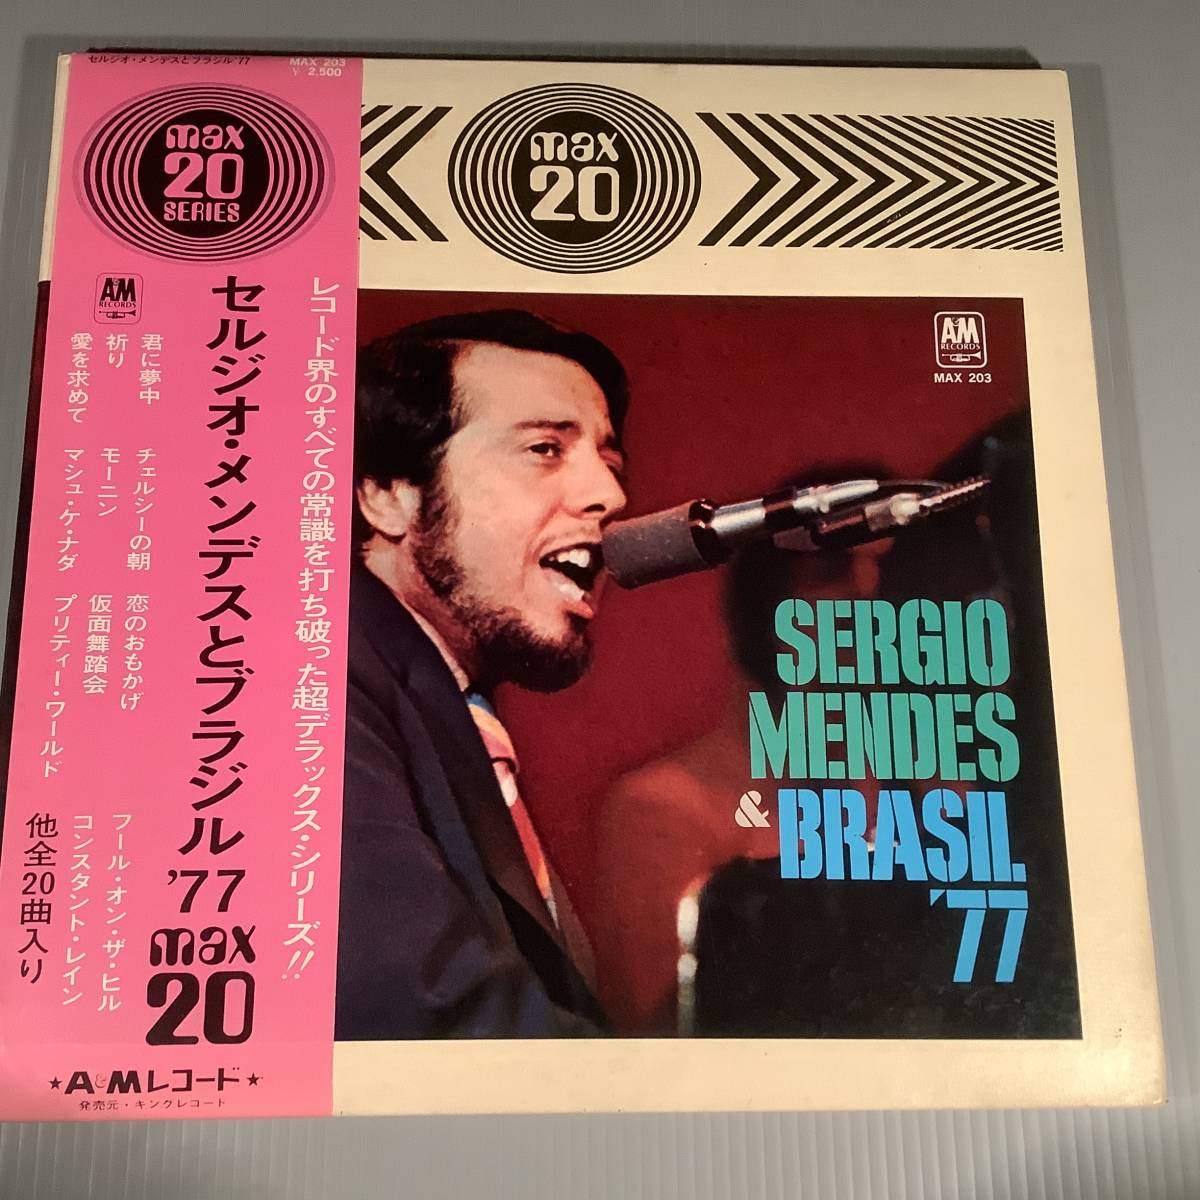 セルジオ・メンデスとブラジル'77
MAX 203
¥2,500
max
20
SERIES
レコード界のすべての常識を打ち破った超デラックス・シリーズ!!
セルジオ・メンデスとブラジル'77
max
20
A&M
RECORDS
君に夢中
祈り
愛を求めて
チェルシーの朝
モーニン
マシュ・ケ・ナダ
恋のおもかげ
仮面舞踏会
プリティー・ワールド
フール・オン・ザ・ヒル
コンスタント・レイン
他全20曲入り
★A&Mレコード★
発売元・キングレコード
max
20
A&M
RECORDS
MAX 203
SERGIO
MENDES
& BRASIL
'77